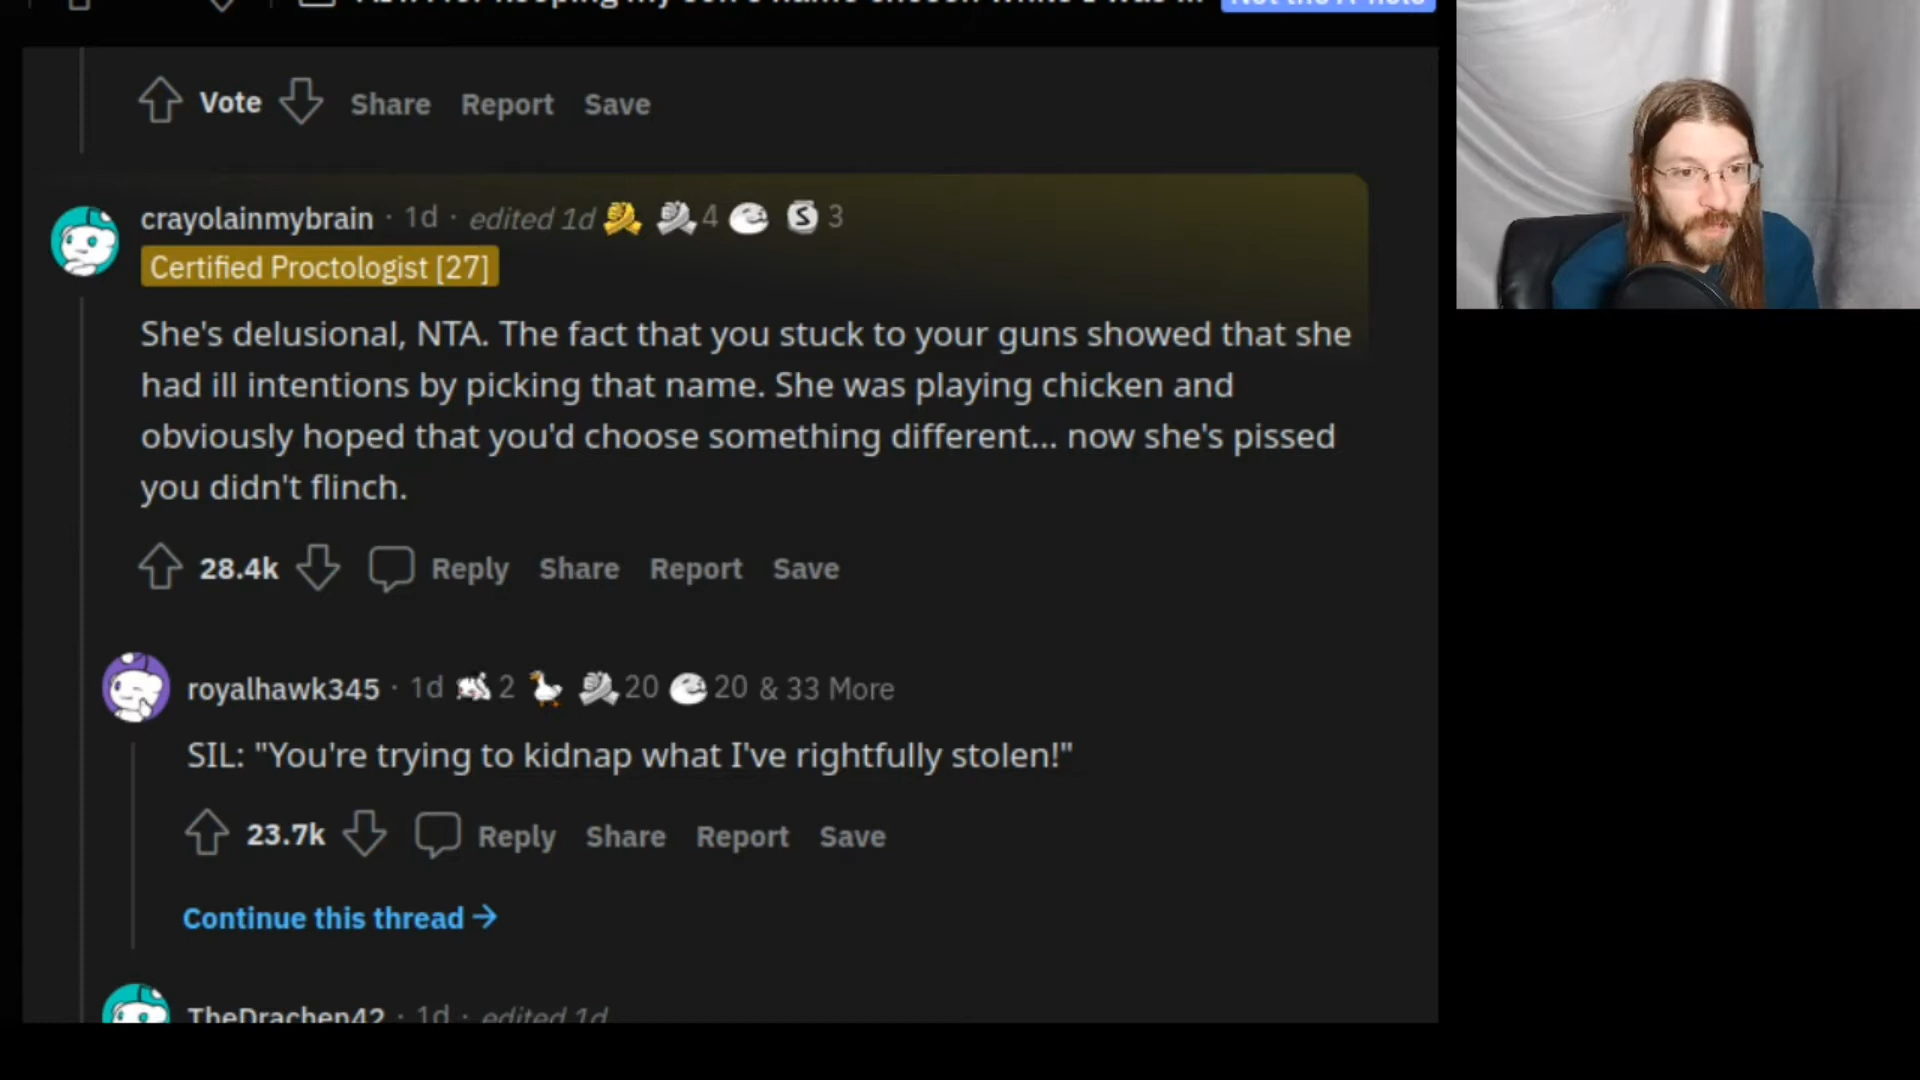 Vote Share Report Save
crayolainmybrain · 1d · edited 1d 4 S 3
Certified Proctologist [27]
She's delusional, NTA. The fact that you stuck to your guns showed that she
had ill intentions by picking that name. She was playing chicken and
obviously hoped that you'd choose something different... now she's pissed
you didn't flinch.
28.4k Reply Share Report Save
royalhawk345 · 1d 2 20 20 & 33 More
SIL: "You're trying to kidnap what I've rightfully stolen!"
23.7k Reply Share Report Save
Continue this thread →
TheDrachen42 · 1d · edited 1d